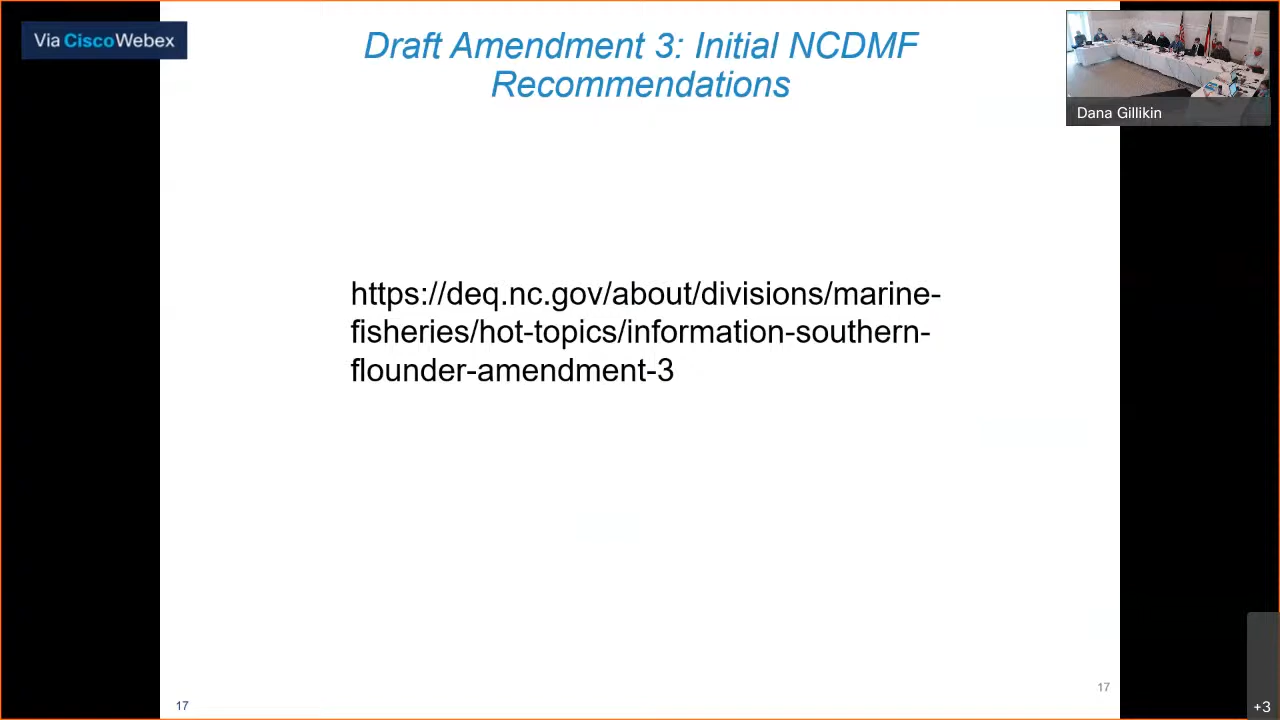 Via CiscoWebex
Draft Amendment 3: Initial NCDMF
Recommendations
Dana Gillikin
https://deq.nc.gov/about/divisions/marine-
fisheries/hot-topics/information-southern-
flounder-amendment-3
17
17
+3